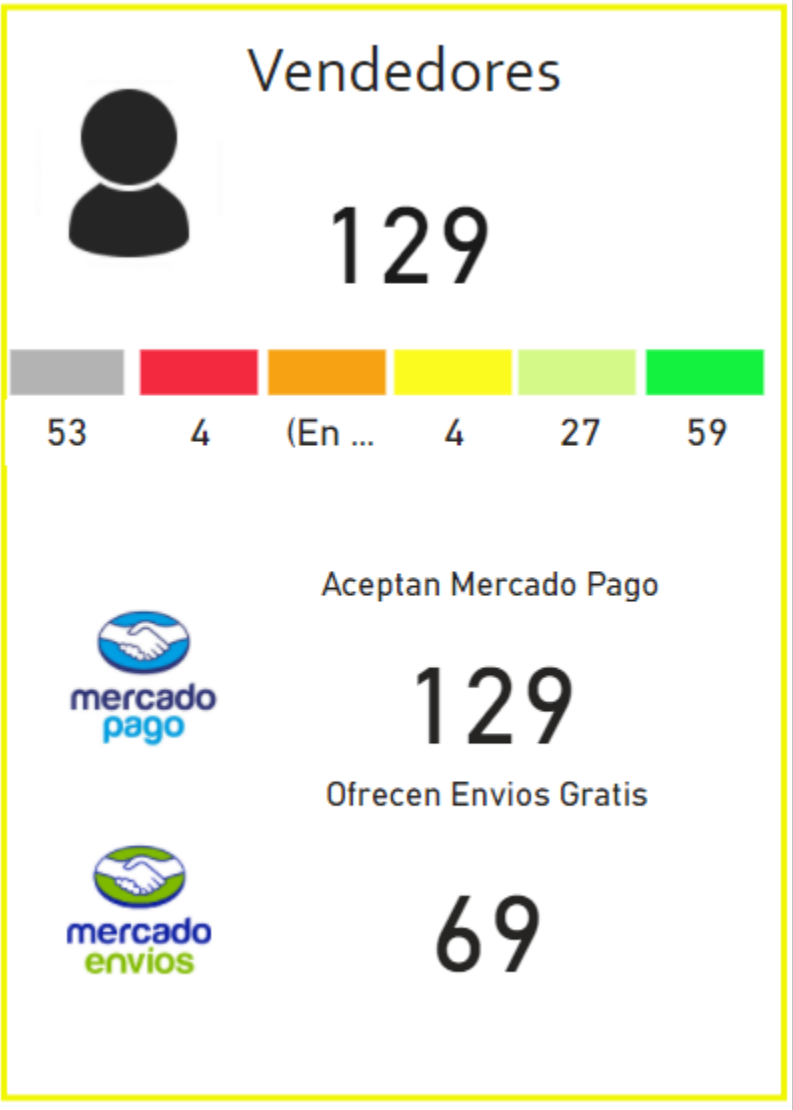 Vendedores
129
53 4 (En ... 4 27 59
Aceptan Mercado Pago
mercado
pago
129
Ofrecen Envios Gratis
mercado
envios
69